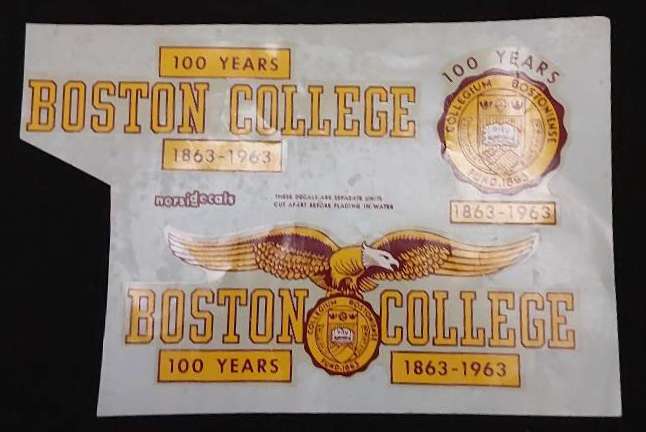 100 YEARS
BOSTON COLLEGE
1863-1963
100 YEARS
COLLEGIUM BOSTONIENSE
FUND. 1863
1863-1963
norsidecals
THESE DECALS ARE SEPARATE UNITS
CUT APART BEFORE PLACING IN WATER
BOSTON COLLEGE
COLLEGIUM BOSTONIENSE
FUND. 1863
100 YEARS
1863-1963